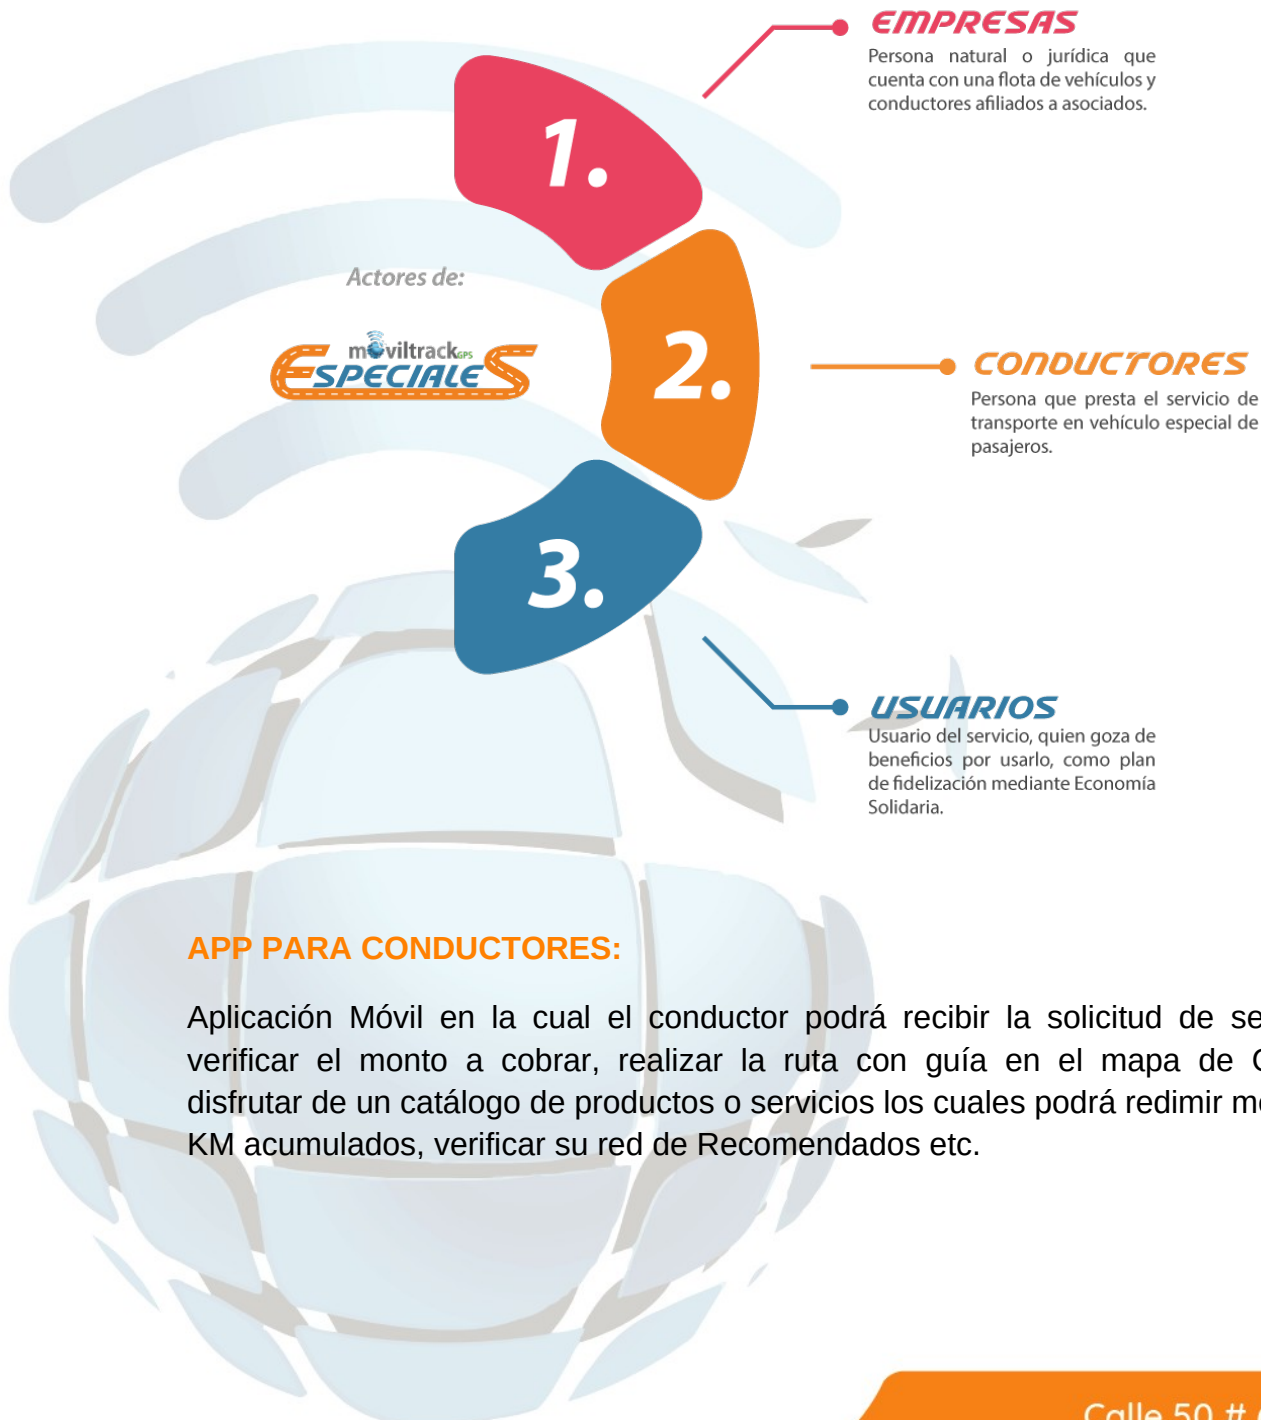 EMPRESAS
Persona natural o jurídica que
cuenta con una flota de vehículos y
conductores afiliados a asociados.
1.
Actores de:
móviltrack GPS
ESPECIALES
2.
CONDUCTORES
Persona que presta el servicio de
transporte en vehículo especial de
pasajeros.
3.
USUARIOS
Usuario del servicio, quien goza de
beneficios por usarlo, como plan
de fidelización mediante Economía
Solidaria.
APP PARA CONDUCTORES:
Aplicación Móvil en la cual el conductor podrá recibir la solicitud de
verificar el monto a cobrar, realizar la ruta con guía en el mapa de
disfrutar de un catálogo de productos o servicios los cuales podrá redimir
KM acumulados, verificar su red de Recomendados etc.
Calle 50 #